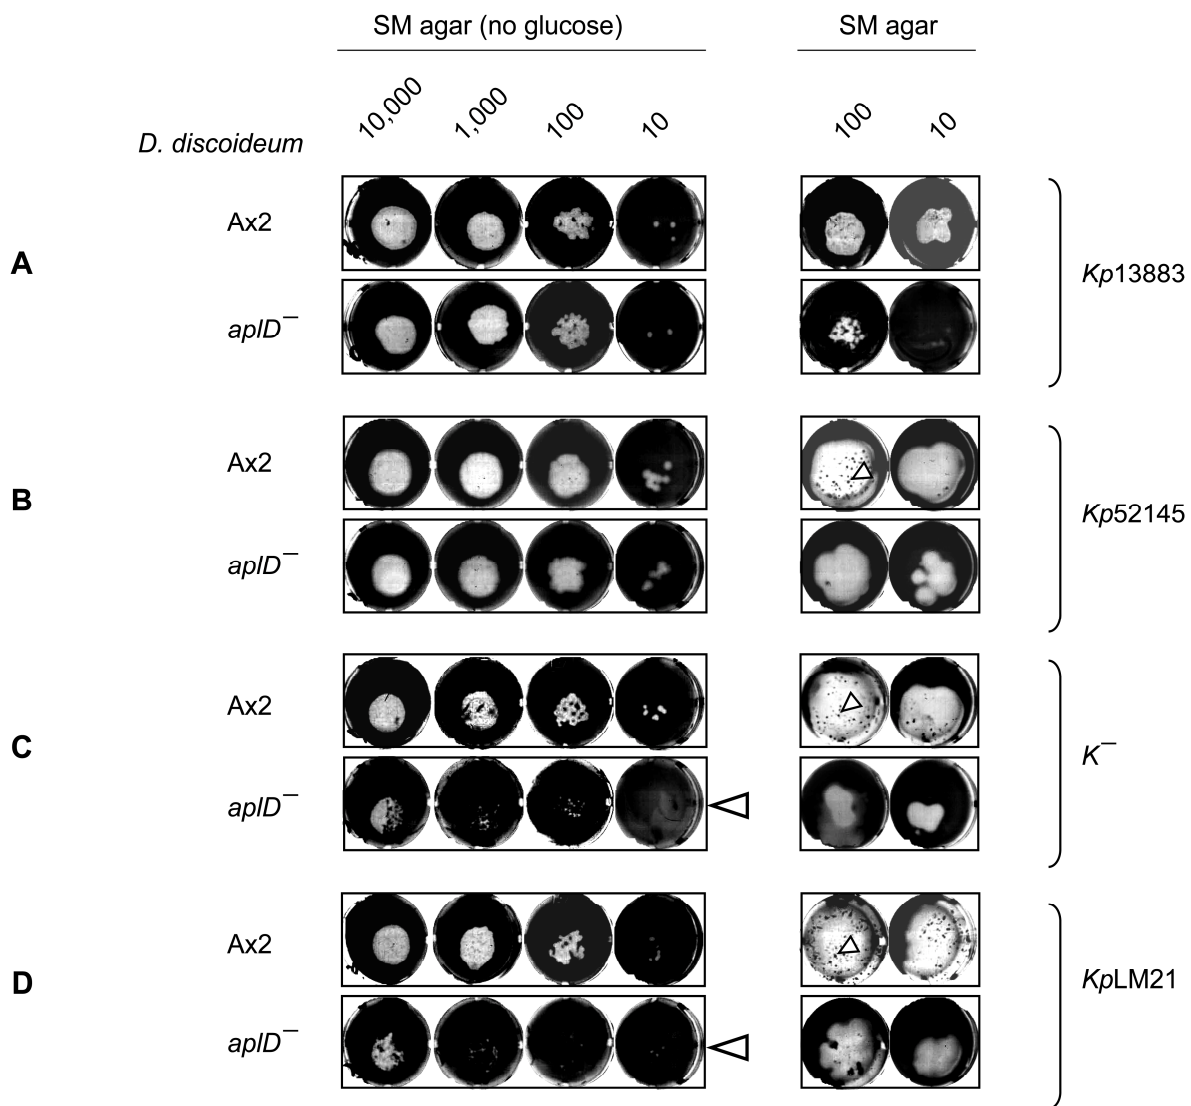 SM agar (no glucose) SM agar
D. discoideum 10,000 1,000 100 10 100 10
Ax2
A Kp13883
aplD⁻
Ax2
B Kp52145
aplD⁻
Ax2
C K⁻
aplD⁻
Ax2
D KpLM21
aplD⁻